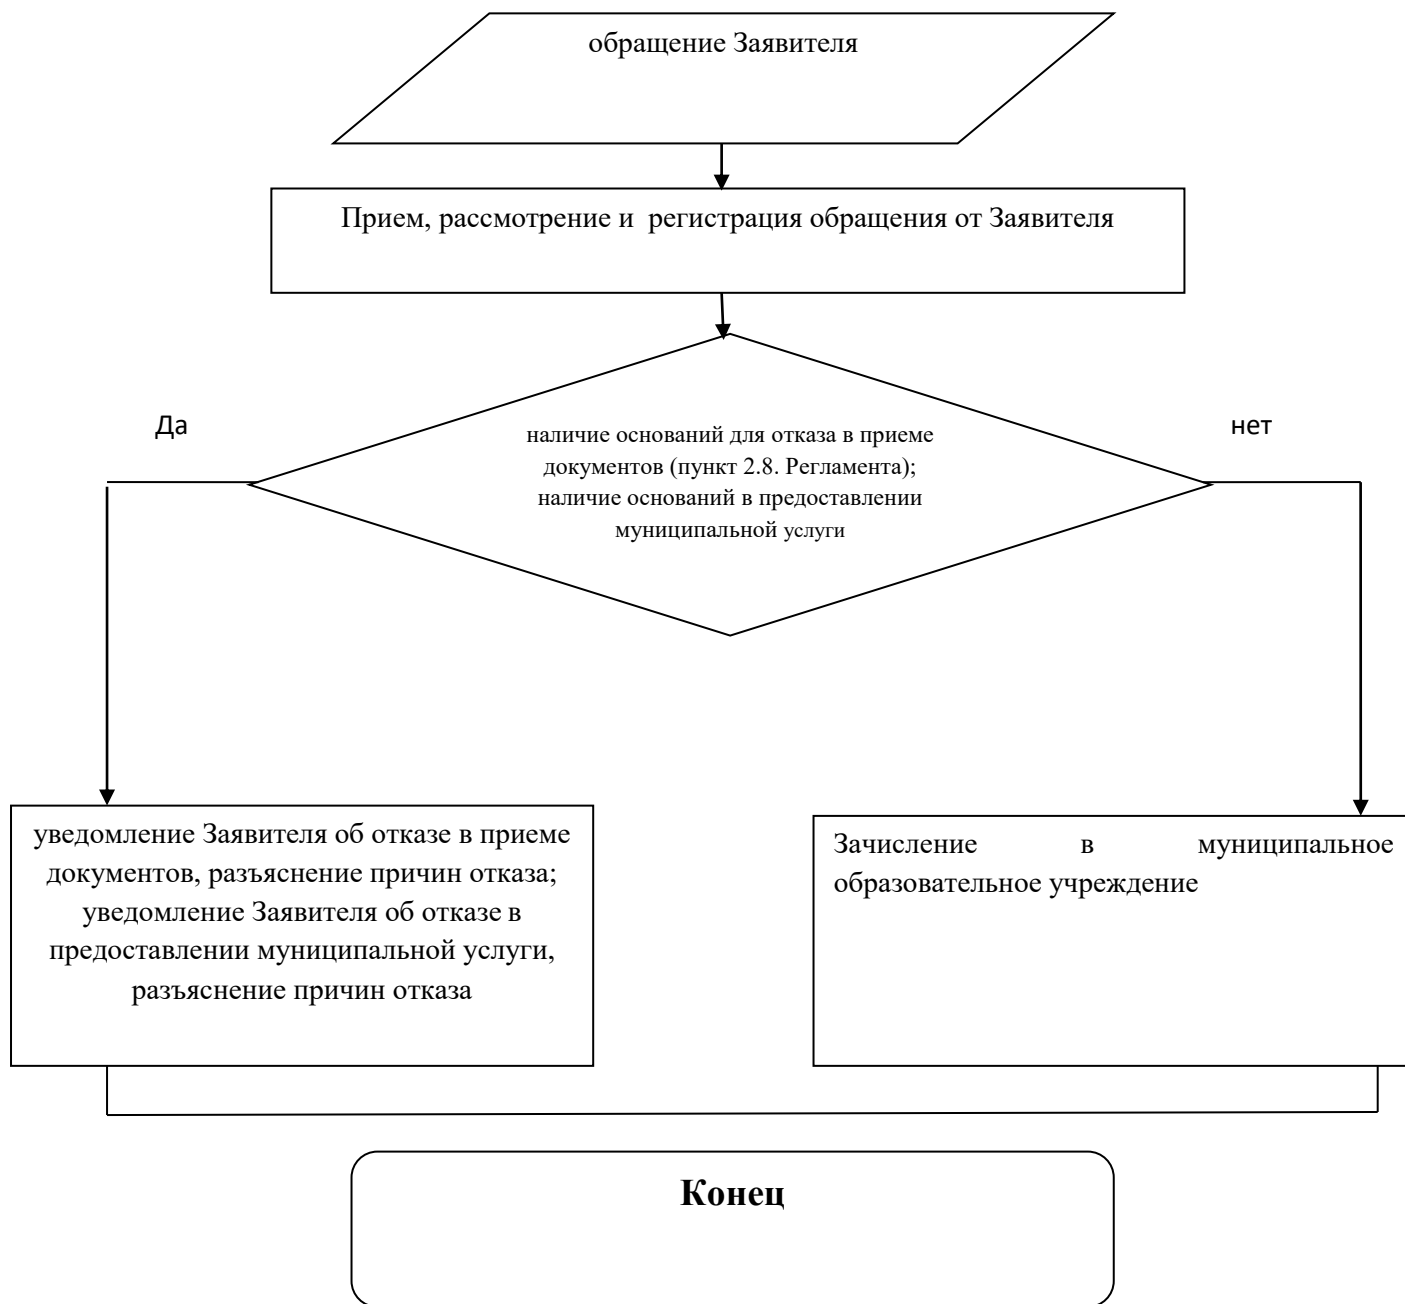 обращение Заявителя
Прием, рассмотрение и регистрация обращения от Заявителя
Да
нет
наличие оснований для отказа в приеме
документов (пункт 2.8. Регламента);
наличие оснований в предоставлении
муниципальной услуги
уведомление Заявителя об отказе в приеме
документов, разъяснение причин отказа;
уведомление Заявителя об отказе в
предоставлении муниципальной услуги,
разъяснение причин отказа
Зачисление в муниципальное
образовательное учреждение
Конец